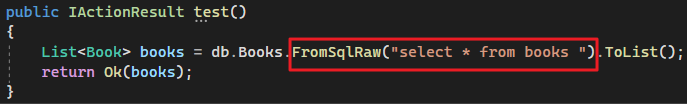 public IActionResult test()
{
List<Book> books = db.Books.FromSqlRaw("select * from books ").ToList();
return Ok(books);
}